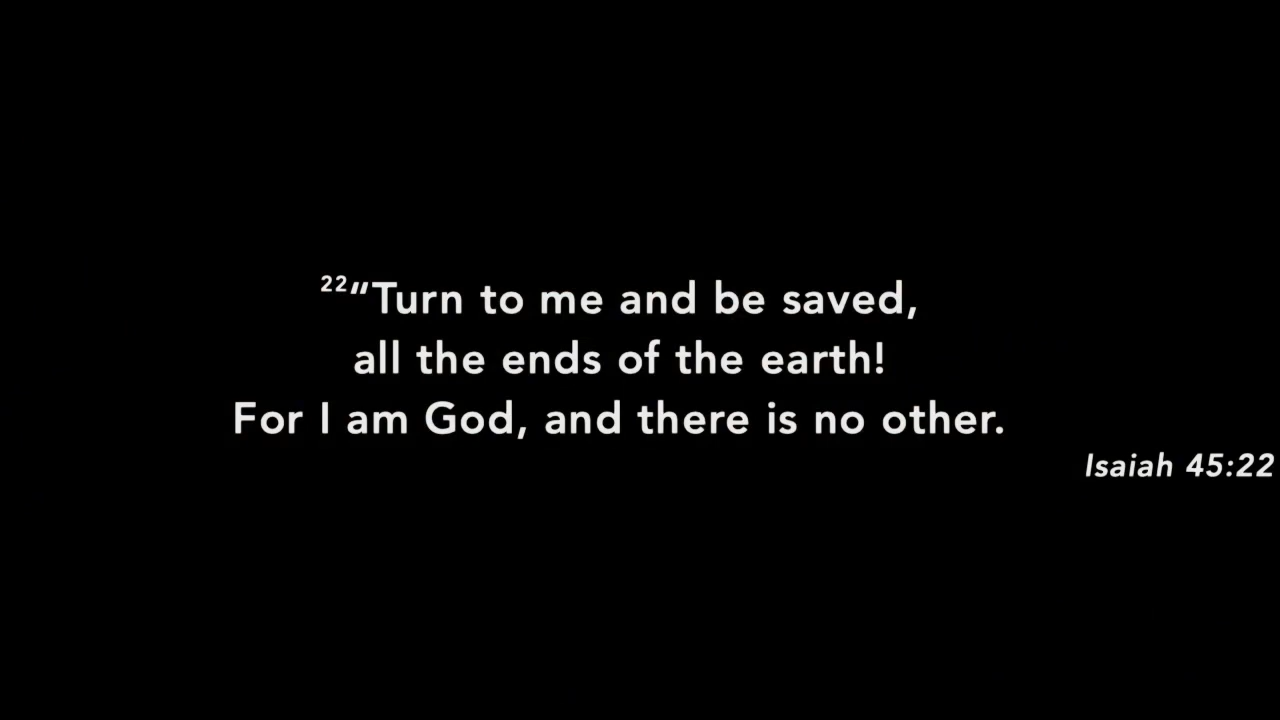 22“Turn to me and be saved,
all the ends of the earth!
For I am God, and there is no other.
Isaiah 45:22